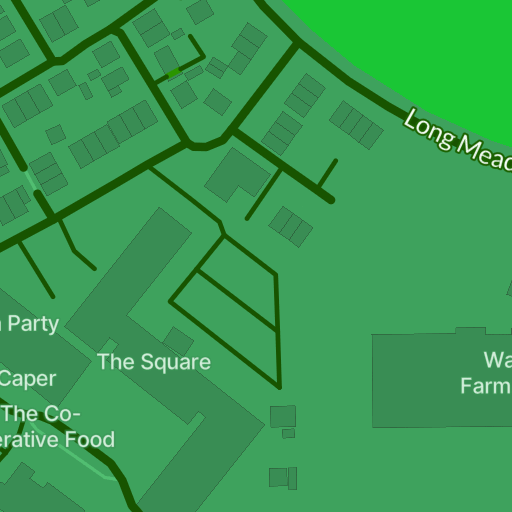 Long Mead
n Party
The Square
Wa
Farm
Caper
The Co-
erative Food